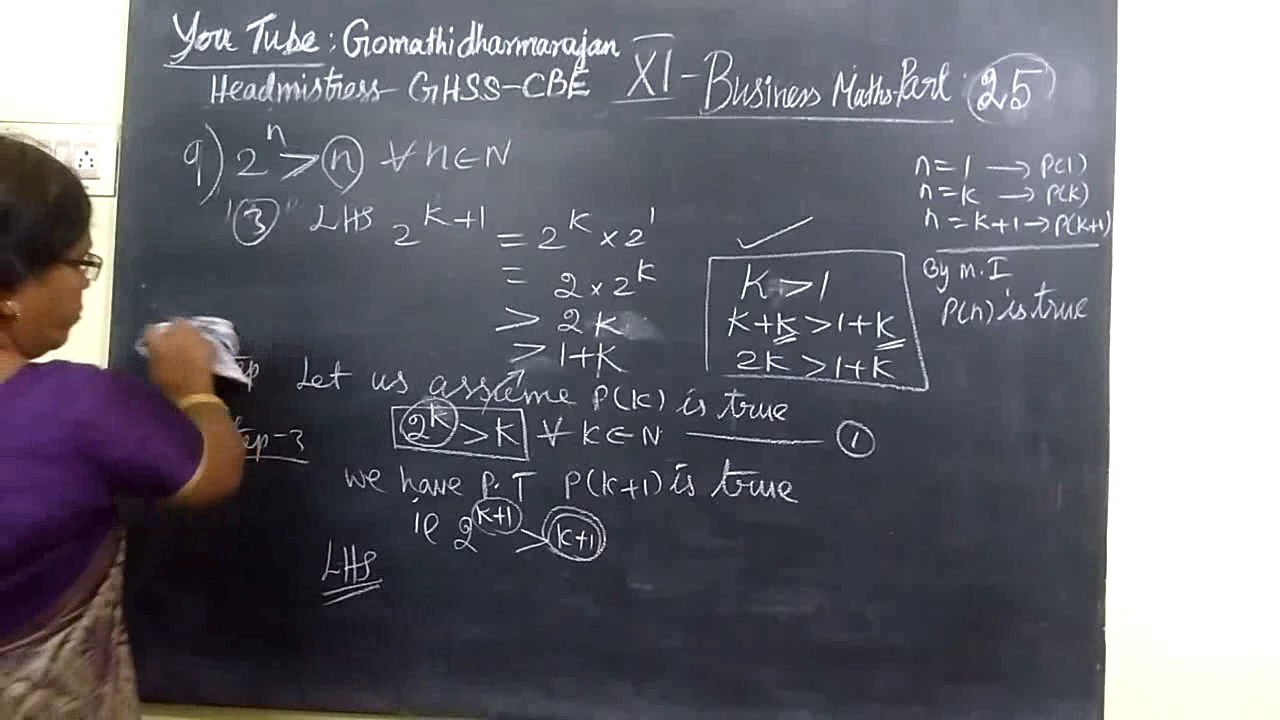 You Tube: Gomathidharmarajan
Headmistress GHSS-CBE XI-Business Maths-Part 25
9) 2^n > n ∀ n∈N
3 LHS 2^{k+1} = 2^k × 2^1
= 2 × 2^k
> 2k
> 1+k
K > 1
K+K > 1+K
2K > 1+K
n=1 → P(1)
n=k → P(k)
n=k+1 → P(k+1)
By M.I
P(n) is true
Let us assume P(k) is true
2^k > K ∀ k∈N ——— 1
we have P.T P(k+1) is true
ie 2^{k+1} > k+1
LHS